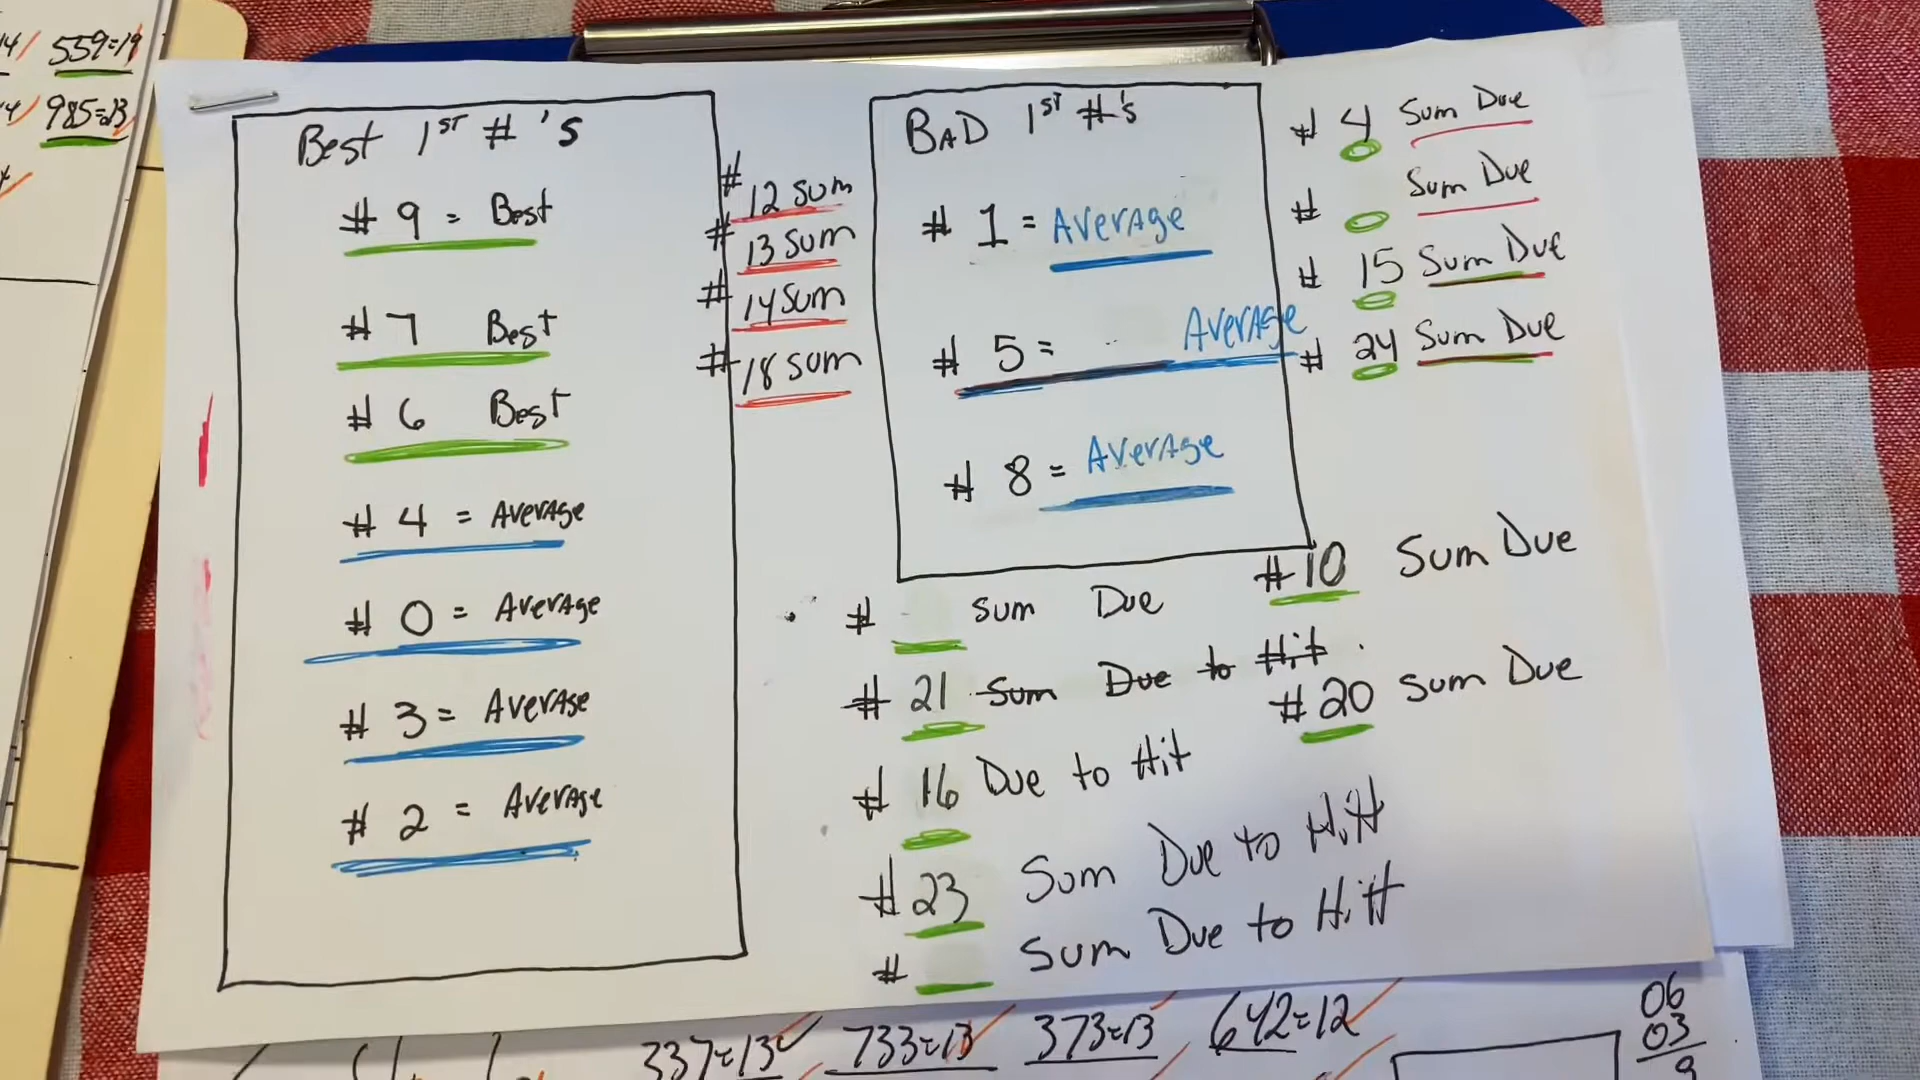 559=19
985=13
Best 1ST #'s
# 9 = Best
# 7 Best
# 6 Best
# 4 = Average
# 0 = Average
# 3 = Average
# 2 = Average
# 12 Sum
# 13 Sum
# 14 Sum
# 18 Sum
BAD 1ST #'s
# 1 = Average
# 5 = Average
# 8 = Average
# 4 Sum Due
# Sum Due
# 15 Sum Due
# 24 Sum Due
# 10 Sum Due
# 20 Sum Due
# Sum Due
# 21 Sum Due to Hit
# 16 Due to Hit
# 23 Sum Due to Hit
# Sum Due to Hit
337=13
733=13
373=13
642=12
06
03
9